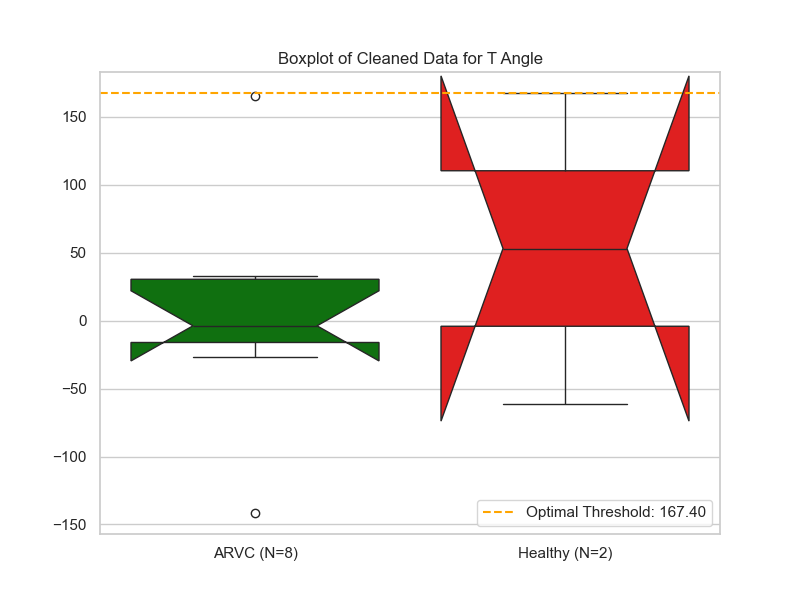 Boxplot of Cleaned Data for T Angle
150
100
50
0
−50
−100
−150
Optimal Threshold: 167.40
ARVC (N=8)
Healthy (N=2)